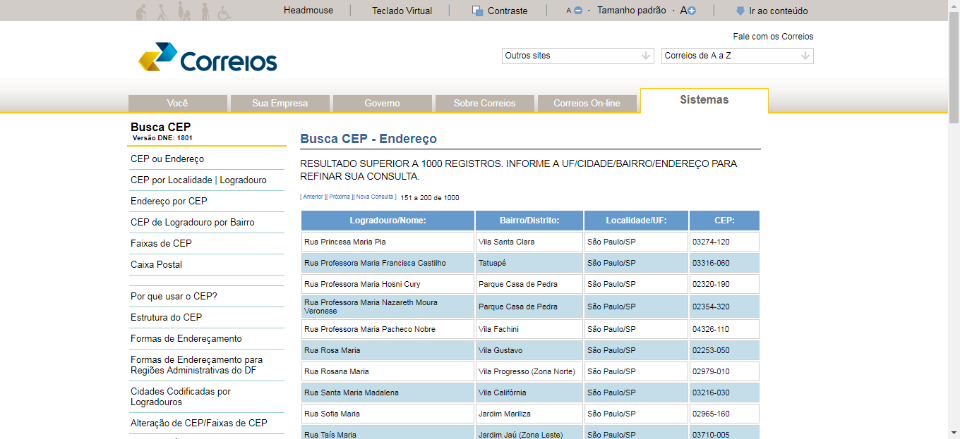 Headmouse | Teclado Virtual | Contraste | A - Tamanho padrão - A | Ir ao conteúdo
Fale com os Correios
Correios
Outros sites
Correios de A a Z
Você
Sua Empresa
Governo
Sobre Correios
Correios On-line
Sistemas
Busca CEP
Versão DNE: 1801
CEP ou Endereço
CEP por Localidade | Logradouro
Endereço por CEP
CEP de Logradouro por Bairro
Faixas de CEP
Caixa Postal
Por que usar o CEP?
Estrutura do CEP
Formas de Endereçamento
Formas de Endereçamento para
Regiões Administrativas do DF
Cidades Codificadas por
Logradouros
Alteração de CEP/Faixas de CEP
Busca CEP - Endereço
RESULTADO SUPERIOR A 1000 REGISTROS. INFORME A UF/CIDADE/BAIRRO/ENDEREÇO PARA
REFINAR SUA CONSULTA.
[ Anterior ][ Próxima ][ Nova Consulta ] 151 a 200 de 1000
Logradouro/Nome: Bairro/Distrito: Localidade/UF: CEP:
Rua Princesa Maria Pia Vila Santa Clara São Paulo/SP 03274-120
Rua Professora Maria Francisca Castilho Tatuapé São Paulo/SP 03316-060
Rua Professora Maria Hosni Cury Parque Casa de Pedra São Paulo/SP 02320-190
Rua Professora Maria Nazareth Moura
Veronese Parque Casa de Pedra São Paulo/SP 02354-320
Rua Professora Maria Pacheco Nobre Vila Fachini São Paulo/SP 04326-110
Rua Rosa Maria Vila Gustavo São Paulo/SP 02253-050
Rua Rosana Maria Vila Progresso (Zona Norte) São Paulo/SP 02979-010
Rua Santa Maria Madalena Vila Califórnia São Paulo/SP 03216-030
Rua Sofia Maria Jardim Mariliza São Paulo/SP 02965-160
Rua Taís Maria Jardim Jaú (Zona Leste) São Paulo/SP 03710-005